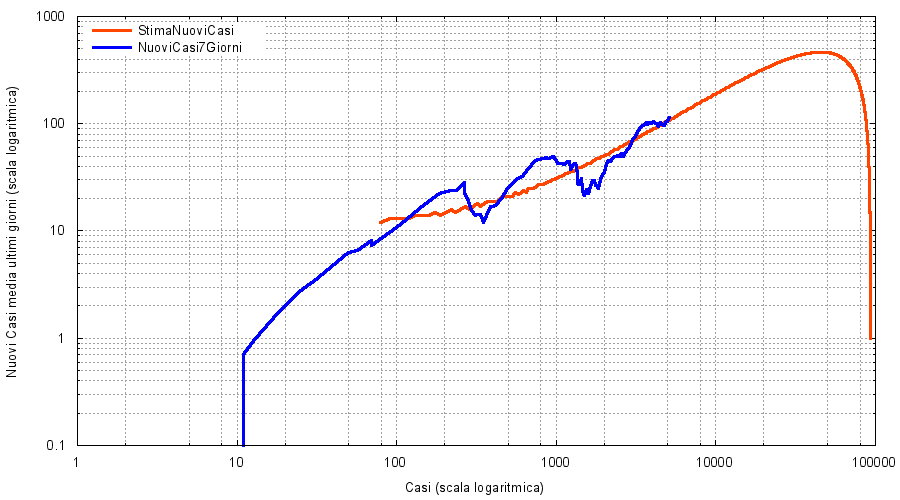 1000
StimaNuoviCasi
NuoviCasi7Giorni
100
10
1
0.1
Nuovi Casi media ultimi giorni (scala logaritmica)
1 10 100 1000 10000 100000
Casi (scala logaritmica)